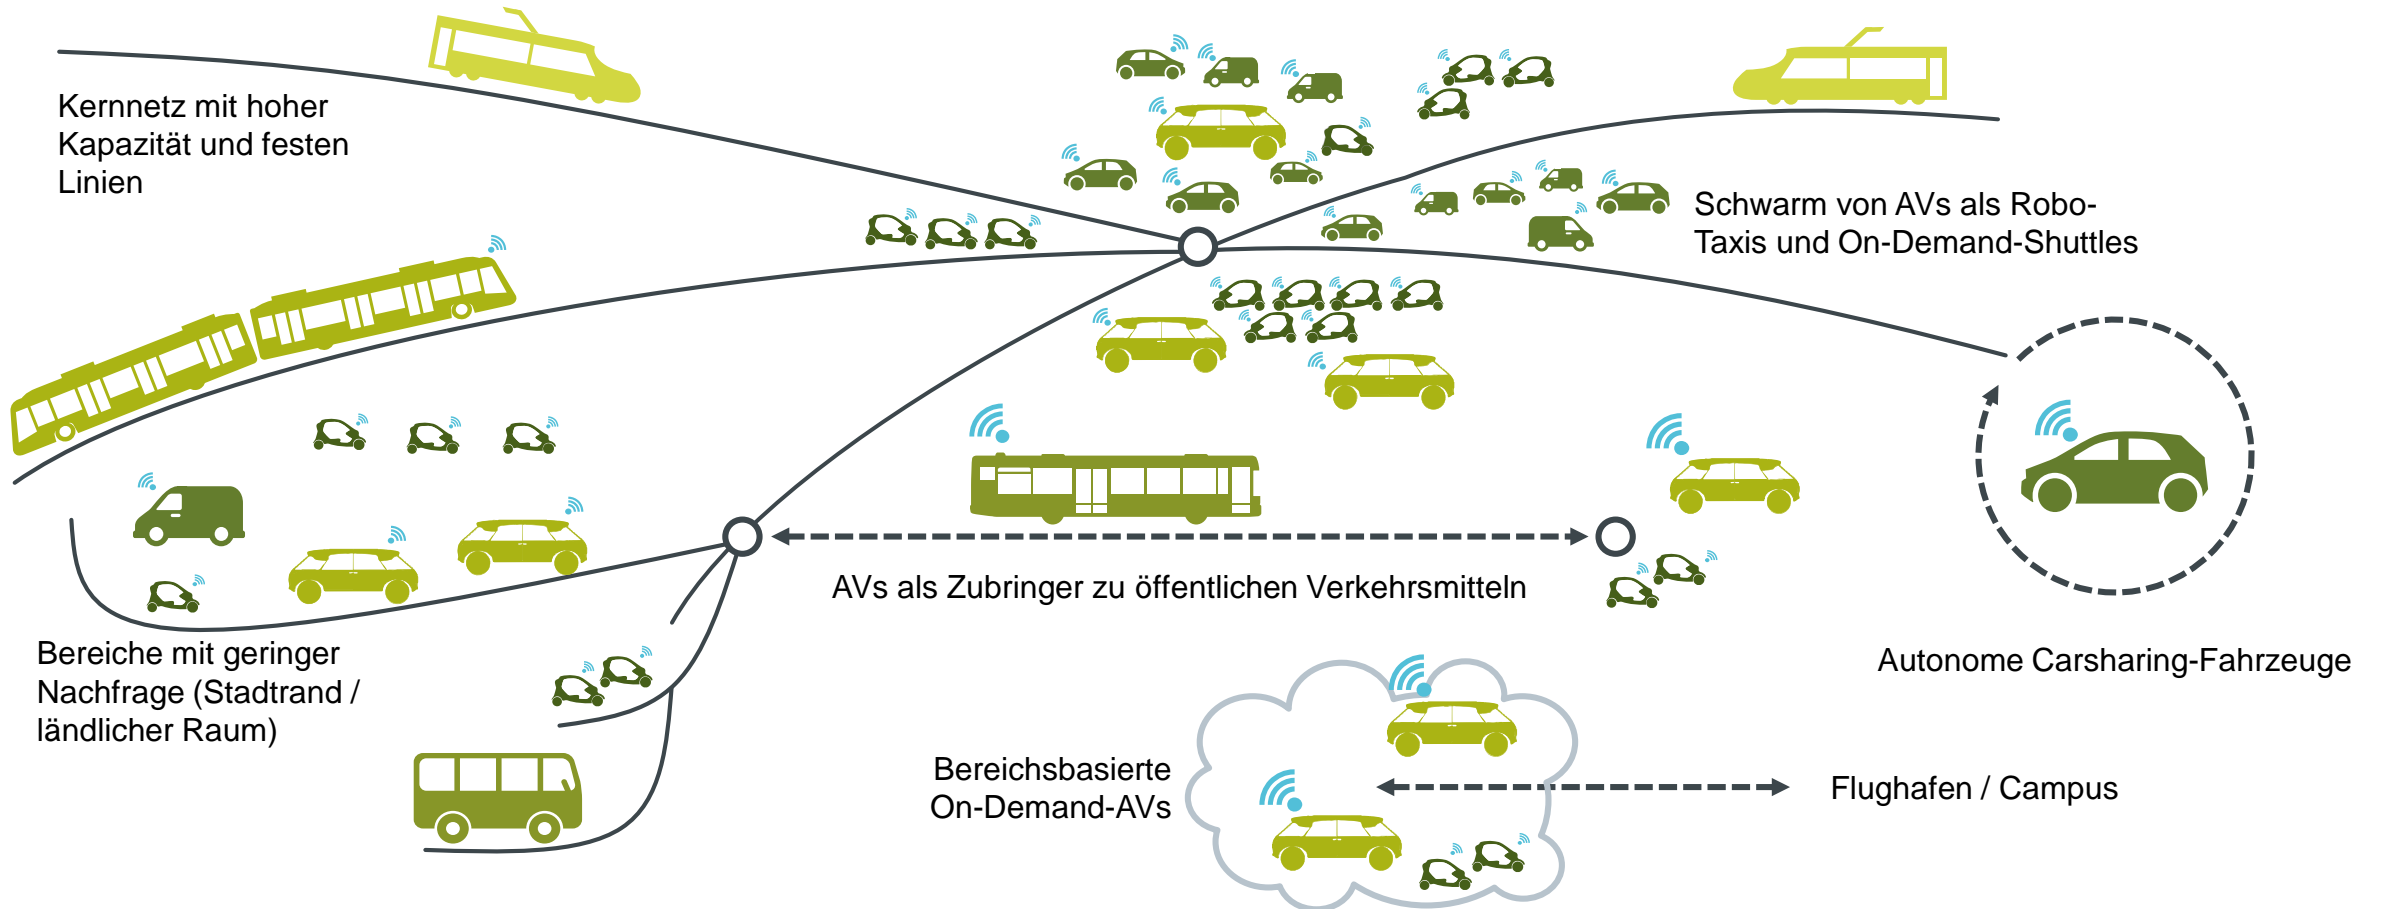 Kernnetz mit hoher
Kapazität und festen
Linien
Schwarm von AVs als Robo-
Taxis und On-Demand-Shuttles
AVs als Zubringer zu öffentlichen Verkehrsmitteln
Bereiche mit geringer
Nachfrage (Stadtrand /
ländlicher Raum)
Autonome Carsharing-Fahrzeuge
Bereichsbasierte
On-Demand-AVs
Flughafen / Campus